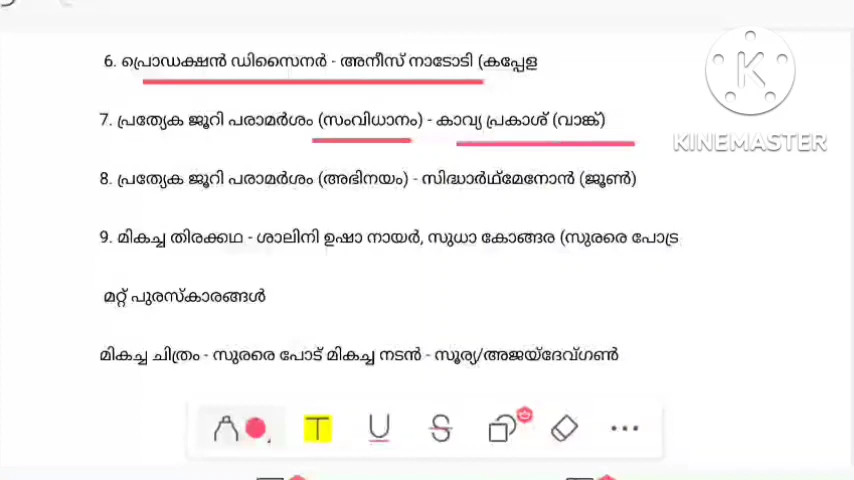 6. പ്രൊഡക്ഷൻ ഡിസൈനർ - അനീസ് നാടോടി (കപ്പേള
7. പ്രത്യേക ജൂറി പരാമർശം (സംവിധാനം) - കാവ്യ പ്രകാശ് (വാങ്ക്)
8. പ്രത്യേക ജൂറി പരാമർശം (അഭിനയം) - സിദ്ധാർഥ്മേനോൻ (ജൂൺ)
9. മികച്ച തിരക്കഥ - ശാലിനി ഉഷാ നായർ, സുധാ കോങ്ങര (സുരരൈ പോട്ര
മറ്റ് പുരസ്കാരങ്ങൾ
മികച്ച ചിത്രം - സുരരൈ പോട് മികച്ച നടൻ - സൂര്യ/അജയ്ദേവ്ഗൺ
KINEMASTER